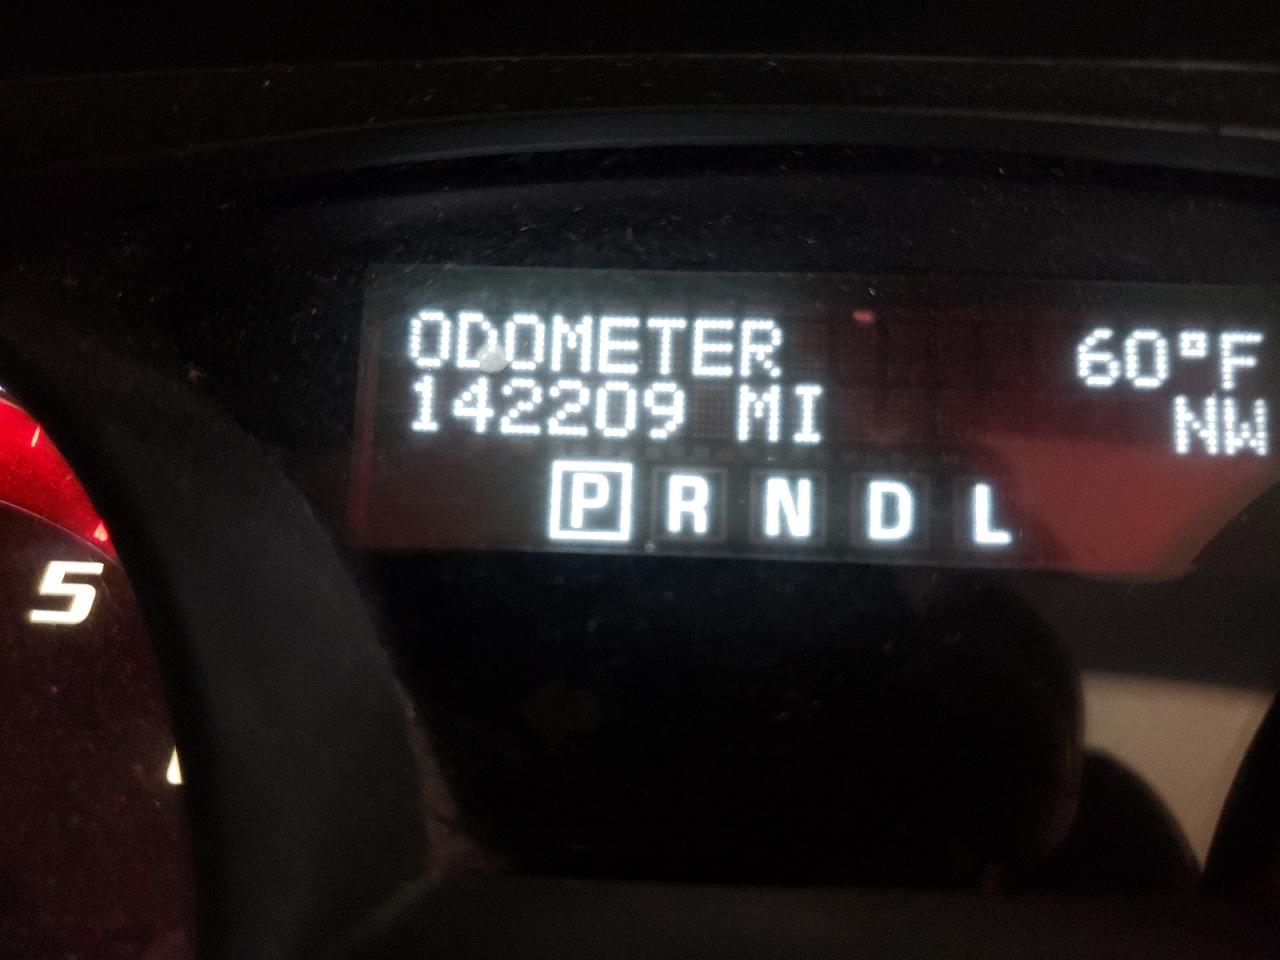 ODOMETER 60°F
142209 MI NW
P R N D L
5